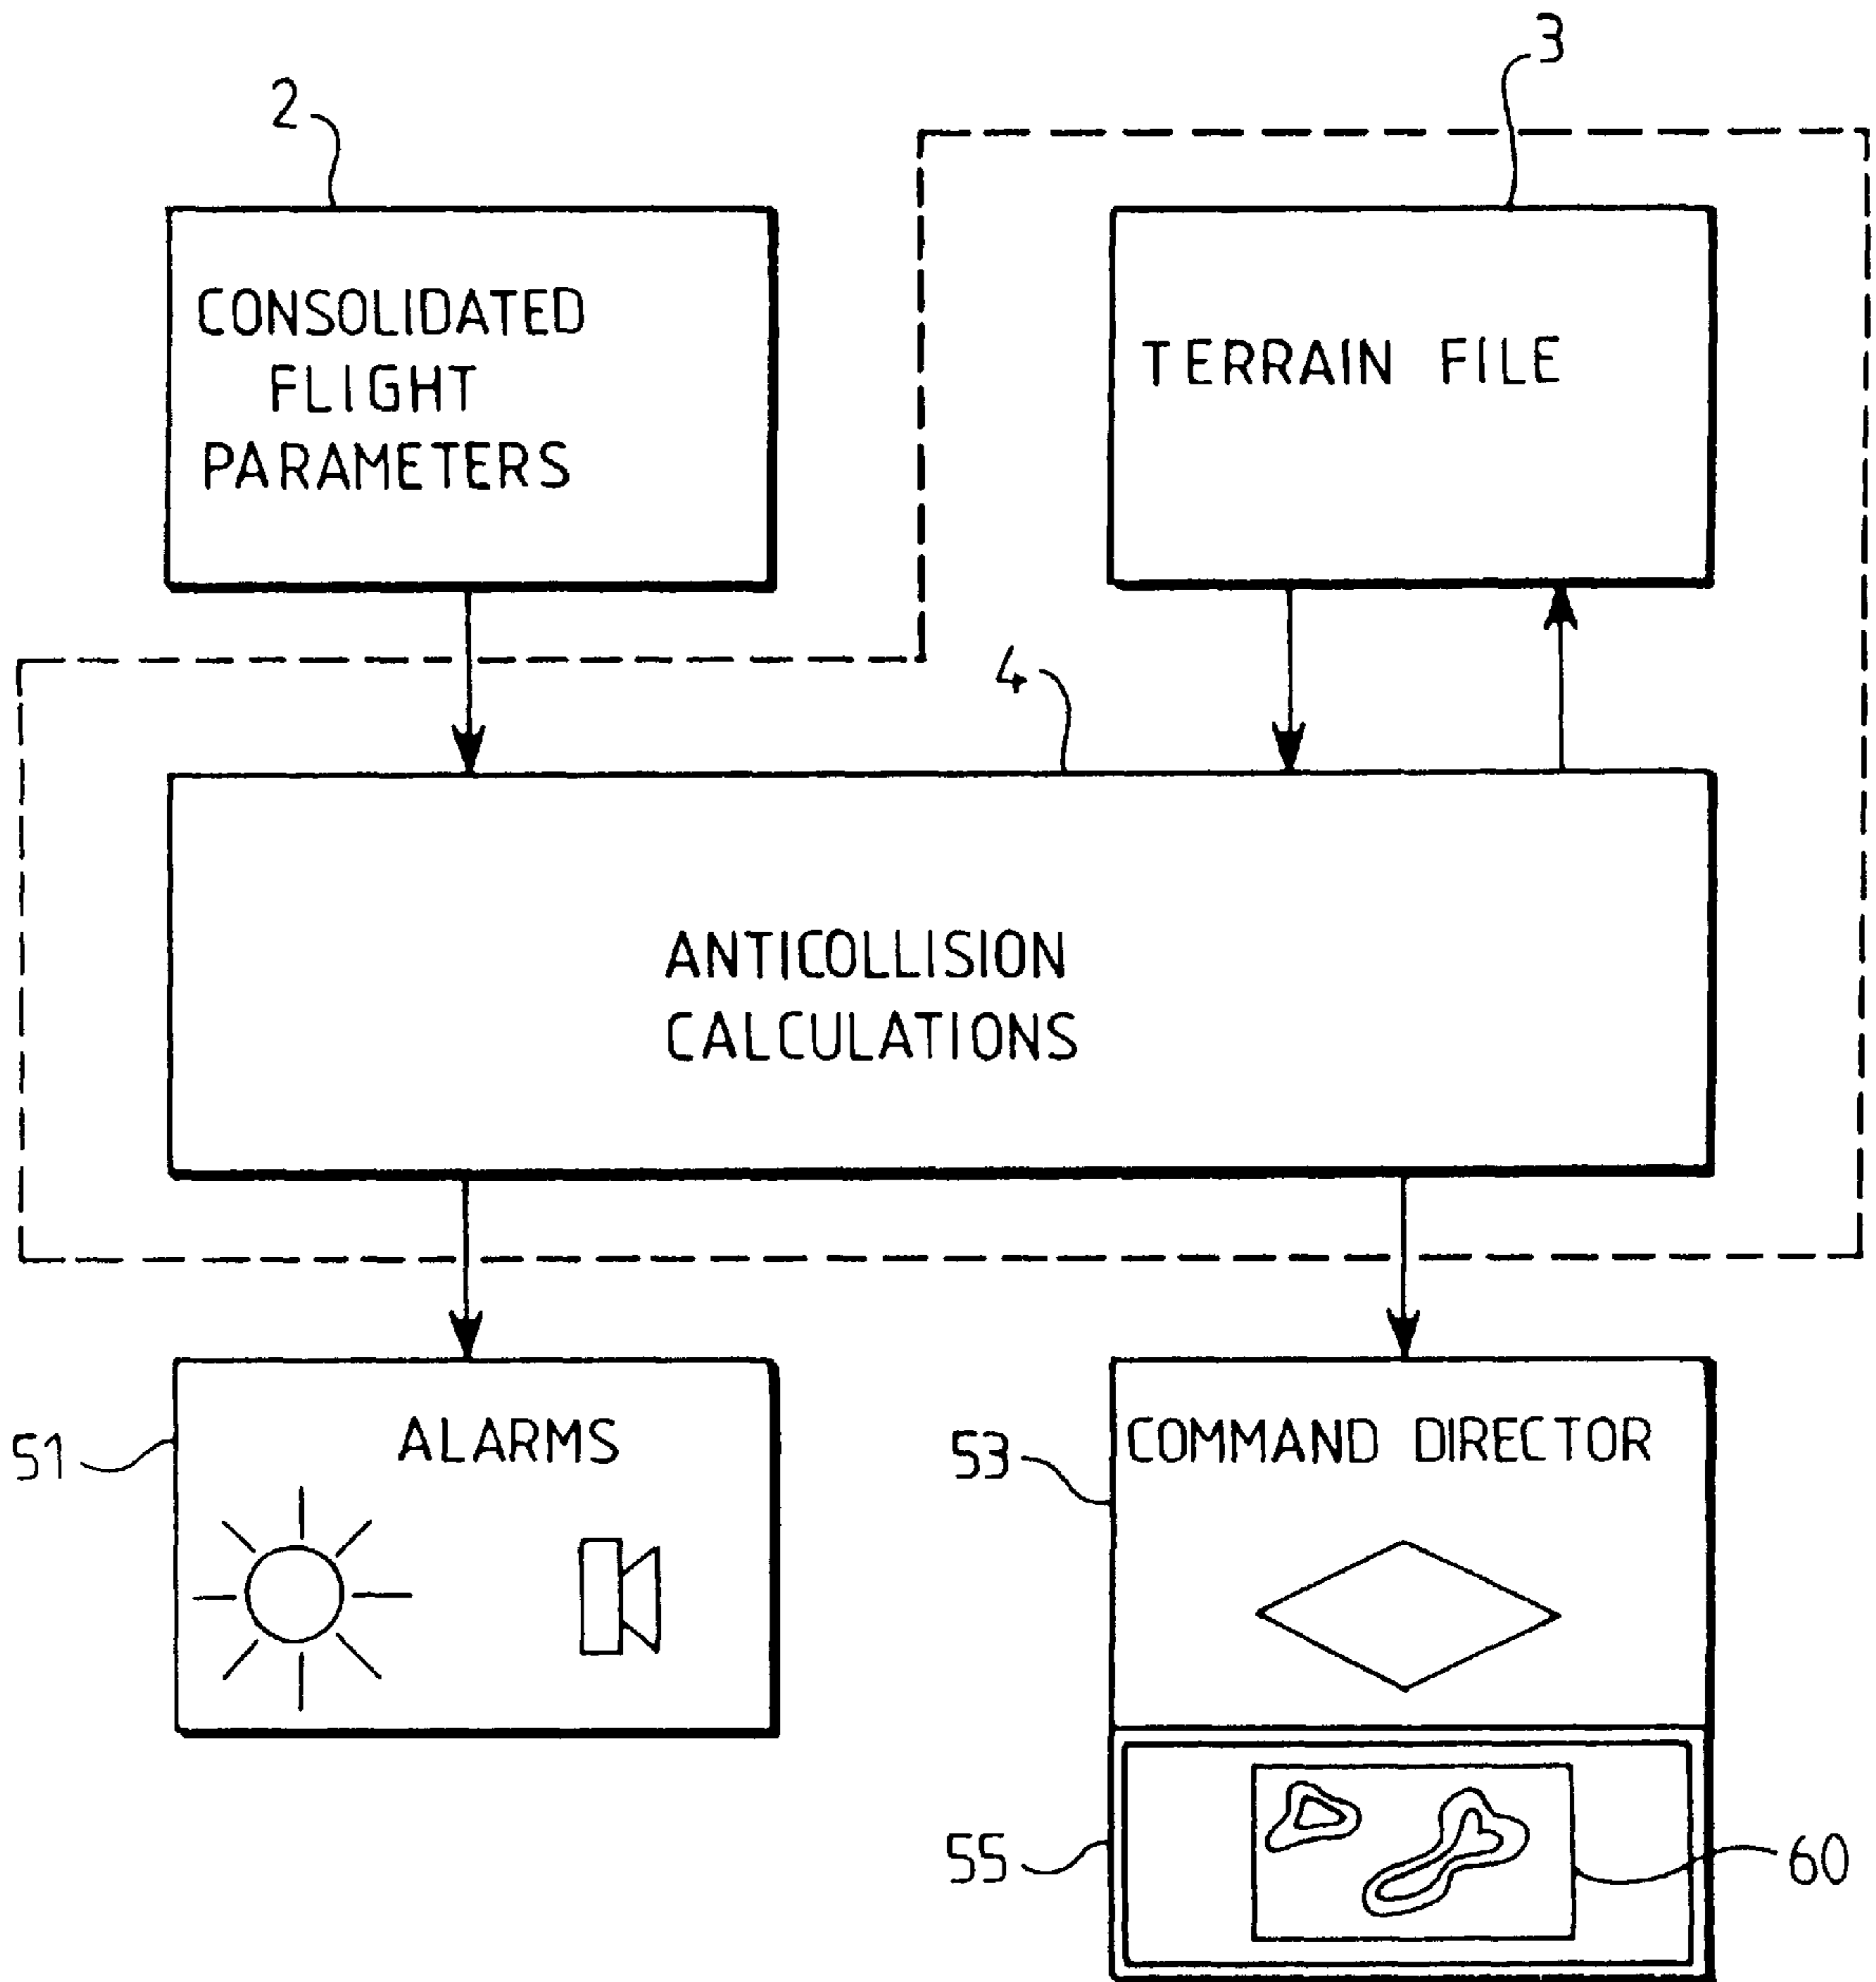 2
3
CONSOLIDATED
FLIGHT
PARAMETERS
TERRAIN FILE
4
ANTICOLLISION
CALCULATIONS
51
ALARMS
53
COMMAND DIRECTOR
55
60